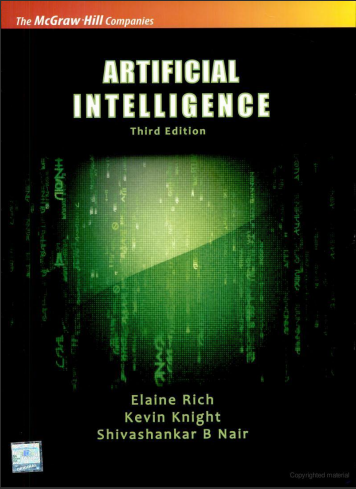 The McGraw·Hill Companies
ARTIFICIAL
INTELLIGENCE
Third Edition
Elaine Rich
Kevin Knight
Shivashankar B Nair
Copyrighted material